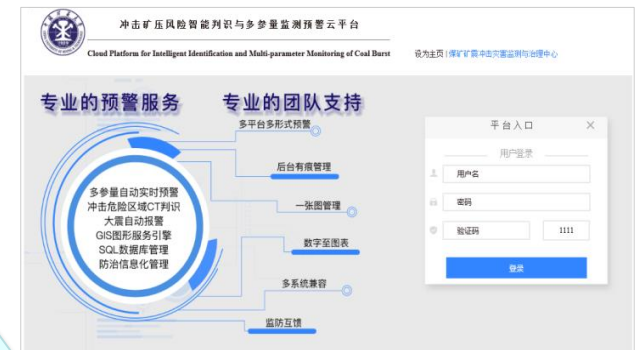 冲击矿压风险智能判识与多参量监测预警云平台
Cloud Platform for Intelligent Identification and Multi-parameter Monitoring of Coal Burst
设为主页|煤矿矿震冲击灾害监测与治理中心
专业的预警服务
专业的团队支持
多平台多形式预警
后台有痕管理
一张图管理
数字至图表
多系统兼容
监防互馈
多参量自动实时预警
冲击危险区域CT判识
大震自动报警
GIS图形服务引擎
SQL数据库管理
防治信息化管理
平台入口
用户登录
用户名
密码
验证码
1111
登录